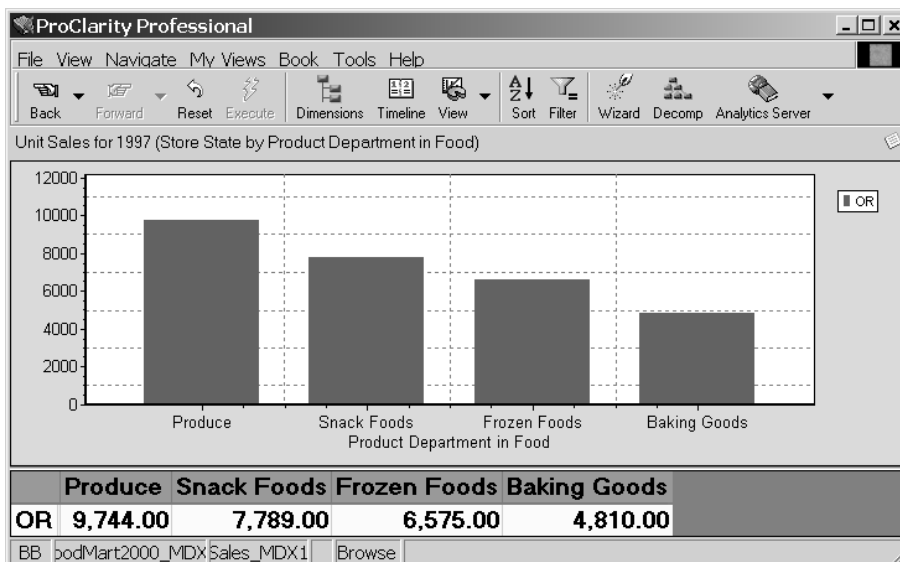 ProClarity Professional
File View Navigate My Views Book Tools Help
Back Forward Reset Execute Dimensions Timeline View Sort Filter Wizard Decomp Analytics Server
Unit Sales for 1997 (Store State by Product Department in Food)
12000
10000
8000
6000
4000
2000
0
OR
Produce Snack Foods Frozen Foods Baking Goods
Product Department in Food
Produce Snack Foods Frozen Foods Baking Goods
OR 9,744.00 7,789.00 6,575.00 4,810.00
BB oodMart2000_MDX Sales_MDX1 Browse